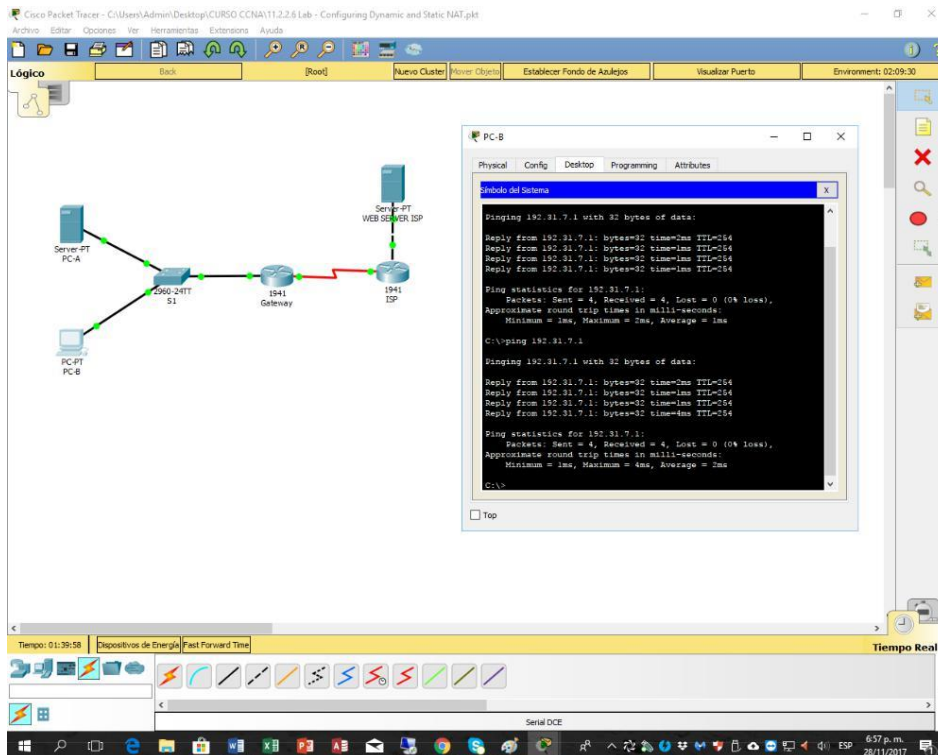 Cisco Packet Tracer - C:\Users\Admin\Desktop\CURSO CCNA\11.2.2.6 Lab - Configuring Dynamic and Static NAT.pkt
Archivo Editar Opciones Ver Herramientas Extensions Ayuda
Lógico Back [Root] Nuevo Cluster Mover Objeto Establecer Fondo de Azulejos Visualizar Puerto Environment: 02:09:30
Server-PT
PC-A
PC-PT
PC-B
2960-24TT
S1
1941
Gateway
Server-PT
WEB SERVER ISP
1941
ISP
PC-B
Physical Config Desktop Programming Attributes
Símbolo del Sistema X
Pinging 192.31.7.1 with 32 bytes of data:
Reply from 192.31.7.1: bytes=32 time=2ms TTL=254
Reply from 192.31.7.1: bytes=32 time=1ms TTL=254
Reply from 192.31.7.1: bytes=32 time=1ms TTL=254
Reply from 192.31.7.1: bytes=32 time=1ms TTL=254
Ping statistics for 192.31.7.1:
Packets: Sent = 4, Received = 4, Lost = 0 (0% loss),
Approximate round trip times in milli-seconds:
Minimum = 1ms, Maximum = 2ms, Average = 1ms
C:\>ping 192.31.7.1
Pinging 192.31.7.1 with 32 bytes of data:
Reply from 192.31.7.1: bytes=32 time=2ms TTL=254
Reply from 192.31.7.1: bytes=32 time=1ms TTL=254
Reply from 192.31.7.1: bytes=32 time=1ms TTL=254
Reply from 192.31.7.1: bytes=32 time=4ms TTL=254
Ping statistics for 192.31.7.1:
Packets: Sent = 4, Received = 4, Lost = 0 (0% loss),
Approximate round trip times in milli-seconds:
Minimum = 1ms, Maximum = 4ms, Average = 2ms
C:\>
Top
Tiempo: 01:39:58 Dispositivos de Energía Fast Forward Time Tiempo Real
Serial DCE
ESP 6:57 p. m.
28/11/2017